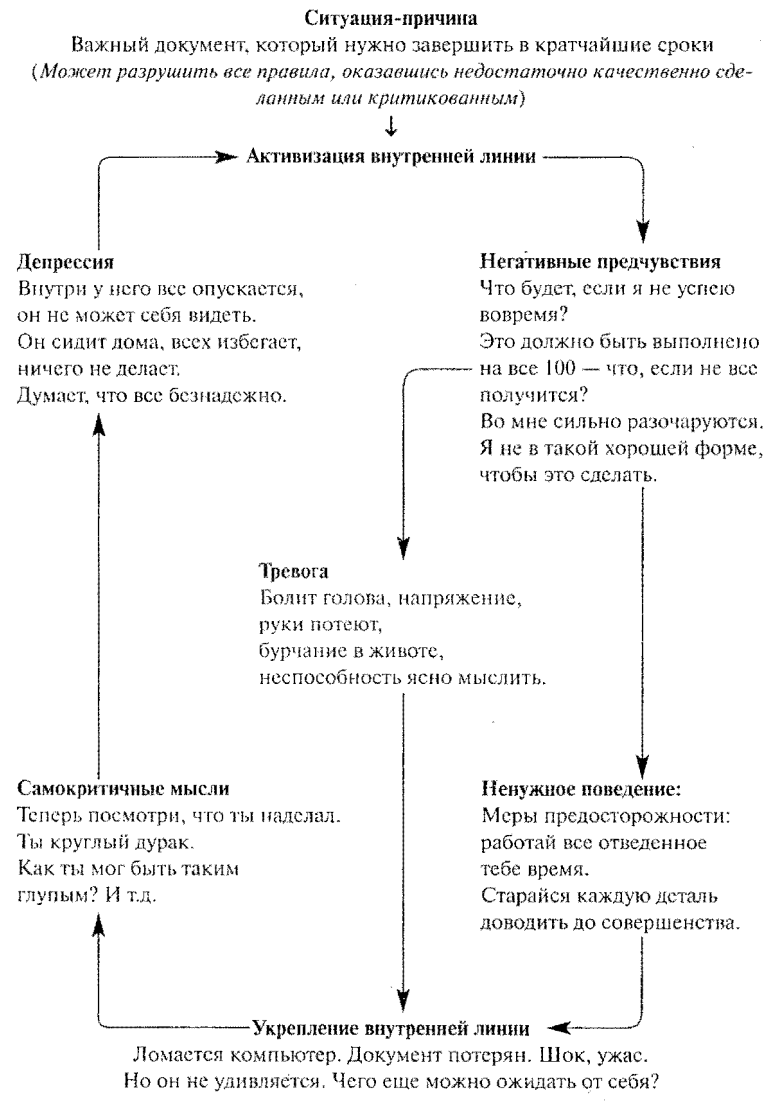 Ситуация-причина
Важный документ, который нужно завершить в кратчайшие сроки
(Может разрушить все правила, оказавшись недостаточно качественно сде-
ланным или критикованным)
Активизация внутренней линии
Депрессия
Внутри у него все опускается,
он не может себя видеть.
Он сидит дома, всех избегает,
ничего не делает.
Думает, что все безнадежно.
Негативные предчувствия
Что будет, если я не успею
вовремя?
Это должно быть выполнено
на все 100 — что, если не все
получится?
Во мне сильно разочаруются.
Я не в такой хорошей форме,
чтобы это сделать.
Тревога
Болит голова, напряжение,
руки потеют,
бурчание в животе,
неспособность ясно мыслить.
Самокритичные мысли
Теперь посмотри, что ты наделал.
Ты круглый дурак.
Как ты мог быть таким
глупым? И т.д.
Ненужное поведение:
Меры предосторожности:
работай все отведенное
тебе время.
Старайся каждую деталь
доводить до совершенства.
Укрепление внутренней линии
Ломается компьютер. Документ потерян. Шок, ужас.
Но он не удивляется. Чего еще можно ожидать от себя?